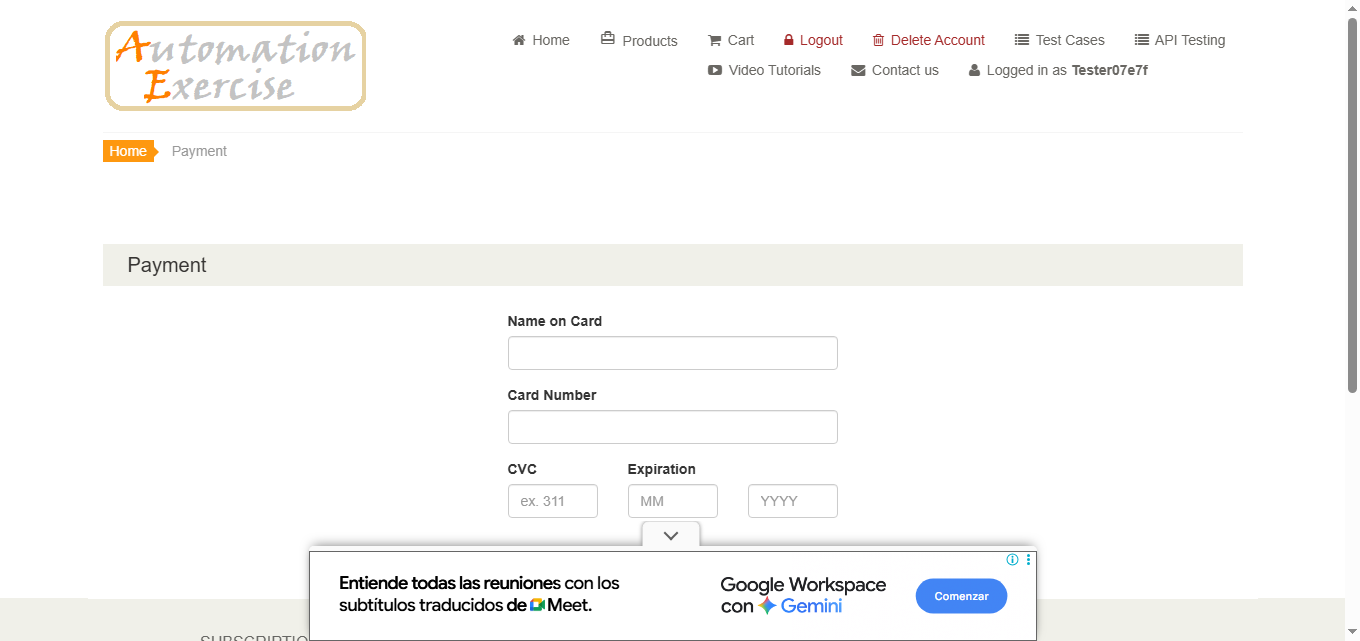 Automation
Exercise
Home
Products
Cart
Logout
Delete Account
Test Cases
API Testing
Video Tutorials
Contact us
Logged in as Tester07e7f
Home
Payment
Payment
Name on Card
Card Number
CVC
Expiration
ex. 311
MM
YYYY
Entiende todas las reuniones con los
subtítulos traducidos de Meet.
Google Workspace
con Gemini
Comenzar
SUBSCRIPTIO